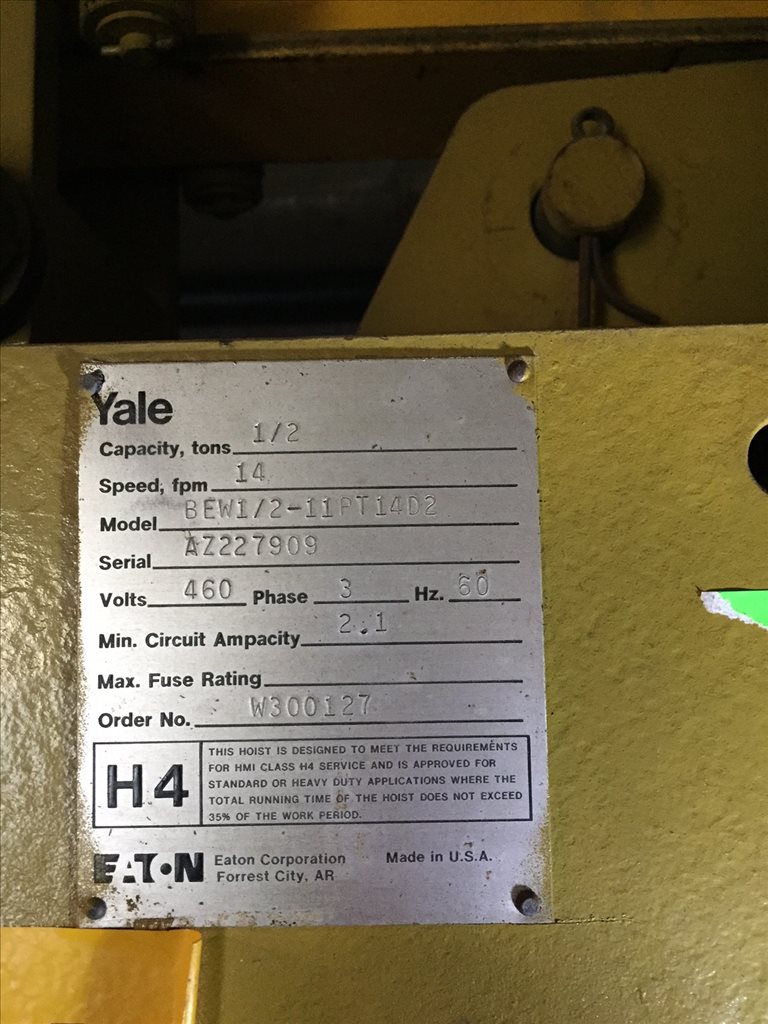 Yale
Capacity, tons 1/2
Speed, fpm 14
Model BEW1/2-11PT14D2
Serial AZ227909
Volts 460 Phase 3 Hz. 60
Min. Circuit Ampacity 2.1
Max. Fuse Rating
Order No. W300127
H4
THIS HOIST IS DESIGNED TO MEET THE REQUIREMENTS
FOR HMI CLASS H4 SERVICE AND IS APPROVED FOR
STANDARD OR HEAVY DUTY APPLICATIONS WHERE THE
TOTAL RUNNING TIME OF THE HOIST DOES NOT EXCEED
35% OF THE WORK PERIOD.
EATON Eaton Corporation Made in U.S.A.
Forrest City, AR